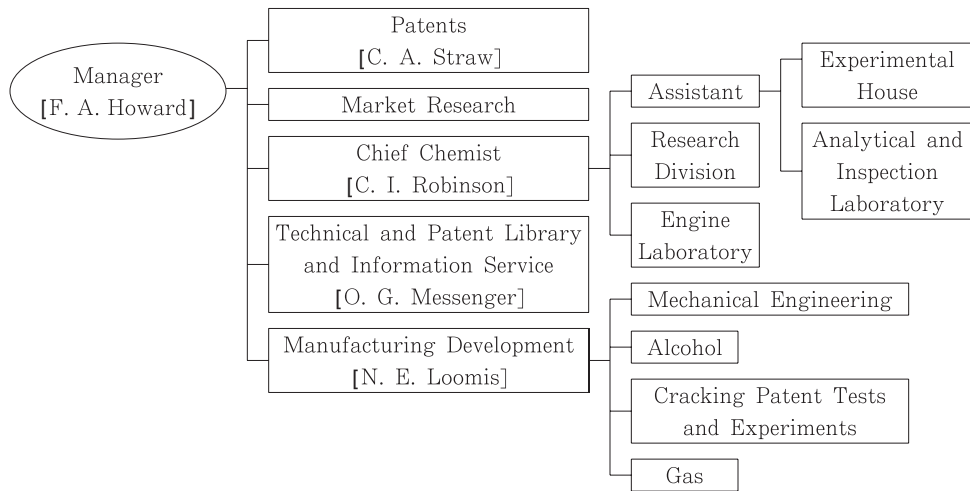 Manager
[F. A. Howard]
Patents
[C. A. Straw]
Market Research
Chief Chemist
[C. I. Robinson]
Technical and Patent Library
and Information Service
[O. G. Messenger]
Manufacturing Development
[N. E. Loomis]
Assistant
Research
Division
Engine
Laboratory
Experimental
House
Analytical and
Inspection
Laboratory
Mechanical Engineering
Alcohol
Cracking Patent Tests
and Experiments
Gas